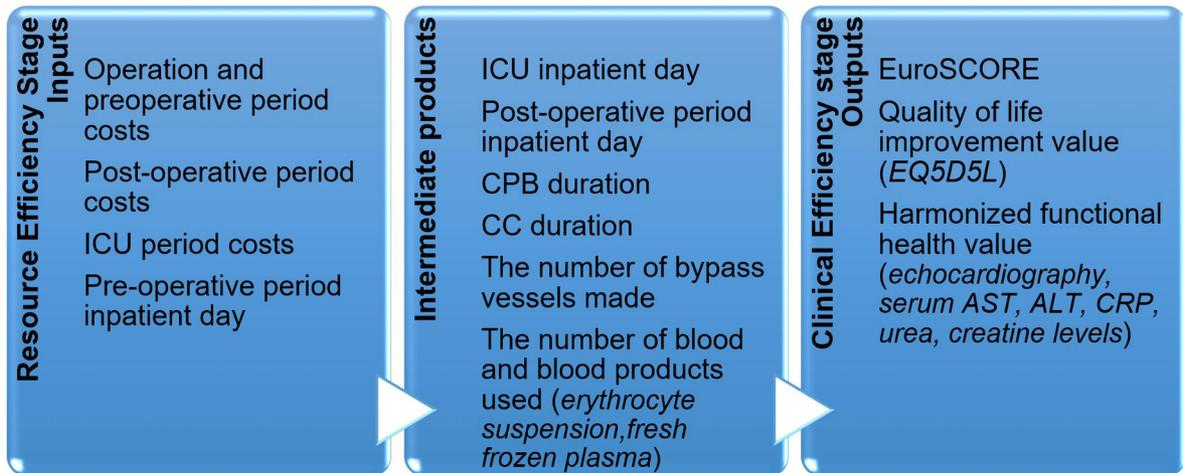 Resource Efficiency Stage
Inputs
Operation and
preoperative period
costs
Post-operative period
costs
ICU period costs
Pre-operative period
inpatient day
Intermediate products
ICU inpatient day
Post-operative period
inpatient day
CPB duration
CC duration
The number of bypass
vessels made
The number of blood
and blood products
used (erythrocyte
suspension,fresh
frozen plasma)
Clinical Efficiency stage
Outputs
EuroSCORE
Quality of life
improvement value
(EQ5D5L)
Harmonized functional
health value
(echocardiography,
serum AST, ALT, CRP,
urea, creatine levels)